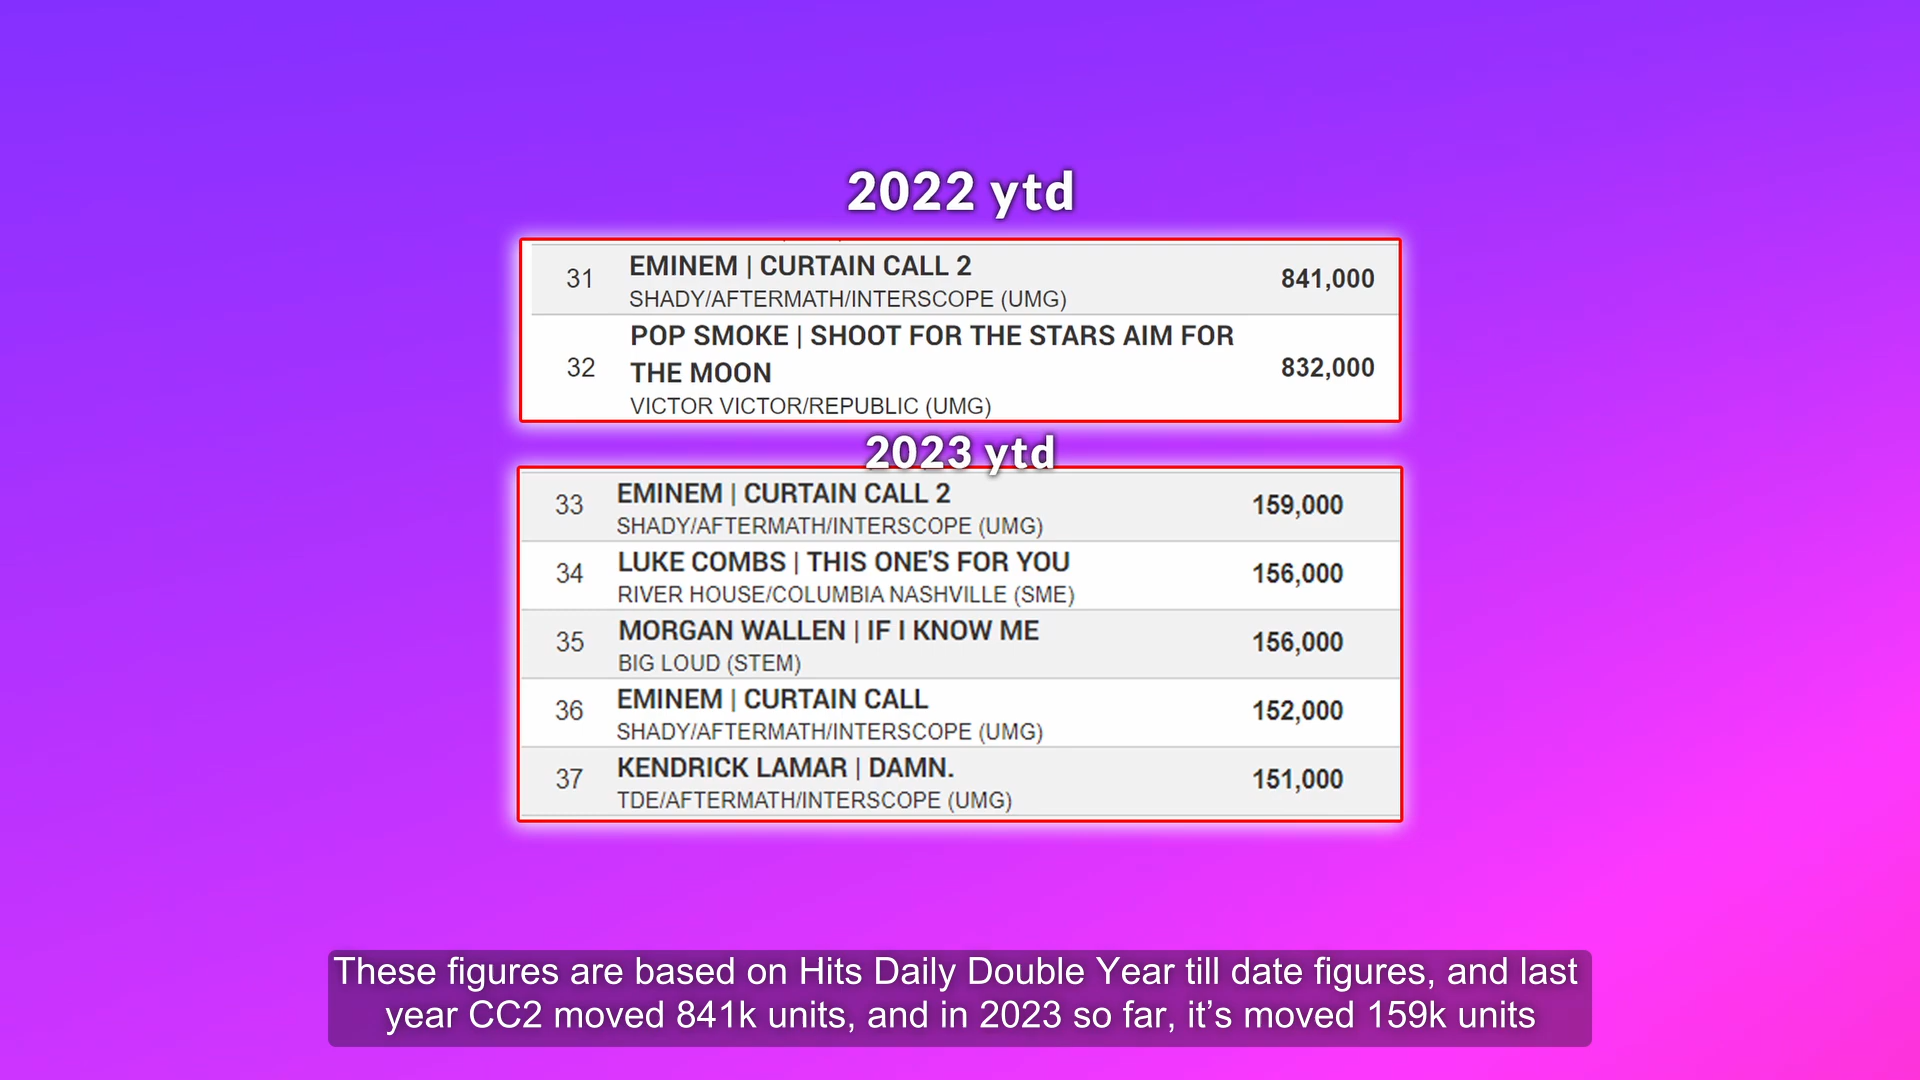 2022 ytd
31 EMINEM | CURTAIN CALL 2 841,000
SHADY/AFTERMATH/INTERSCOPE (UMG)
POP SMOKE | SHOOT FOR THE STARS AIM FOR
32 THE MOON 832,000
VICTOR VICTOR/REPUBLIC (UMG)
2023 ytd
33 EMINEM | CURTAIN CALL 2 159,000
SHADY/AFTERMATH/INTERSCOPE (UMG)
34 LUKE COMBS | THIS ONE'S FOR YOU 156,000
RIVER HOUSE/COLUMBIA NASHVILLE (SME)
35 MORGAN WALLEN | IF I KNOW ME 156,000
BIG LOUD (STEM)
36 EMINEM | CURTAIN CALL 152,000
SHADY/AFTERMATH/INTERSCOPE (UMG)
37 KENDRICK LAMAR | DAMN. 151,000
TDE/AFTERMATH/INTERSCOPE (UMG)
These figures are based on Hits Daily Double Year till date figures, and last
year CC2 moved 841k units, and in 2023 so far, it’s moved 159k units